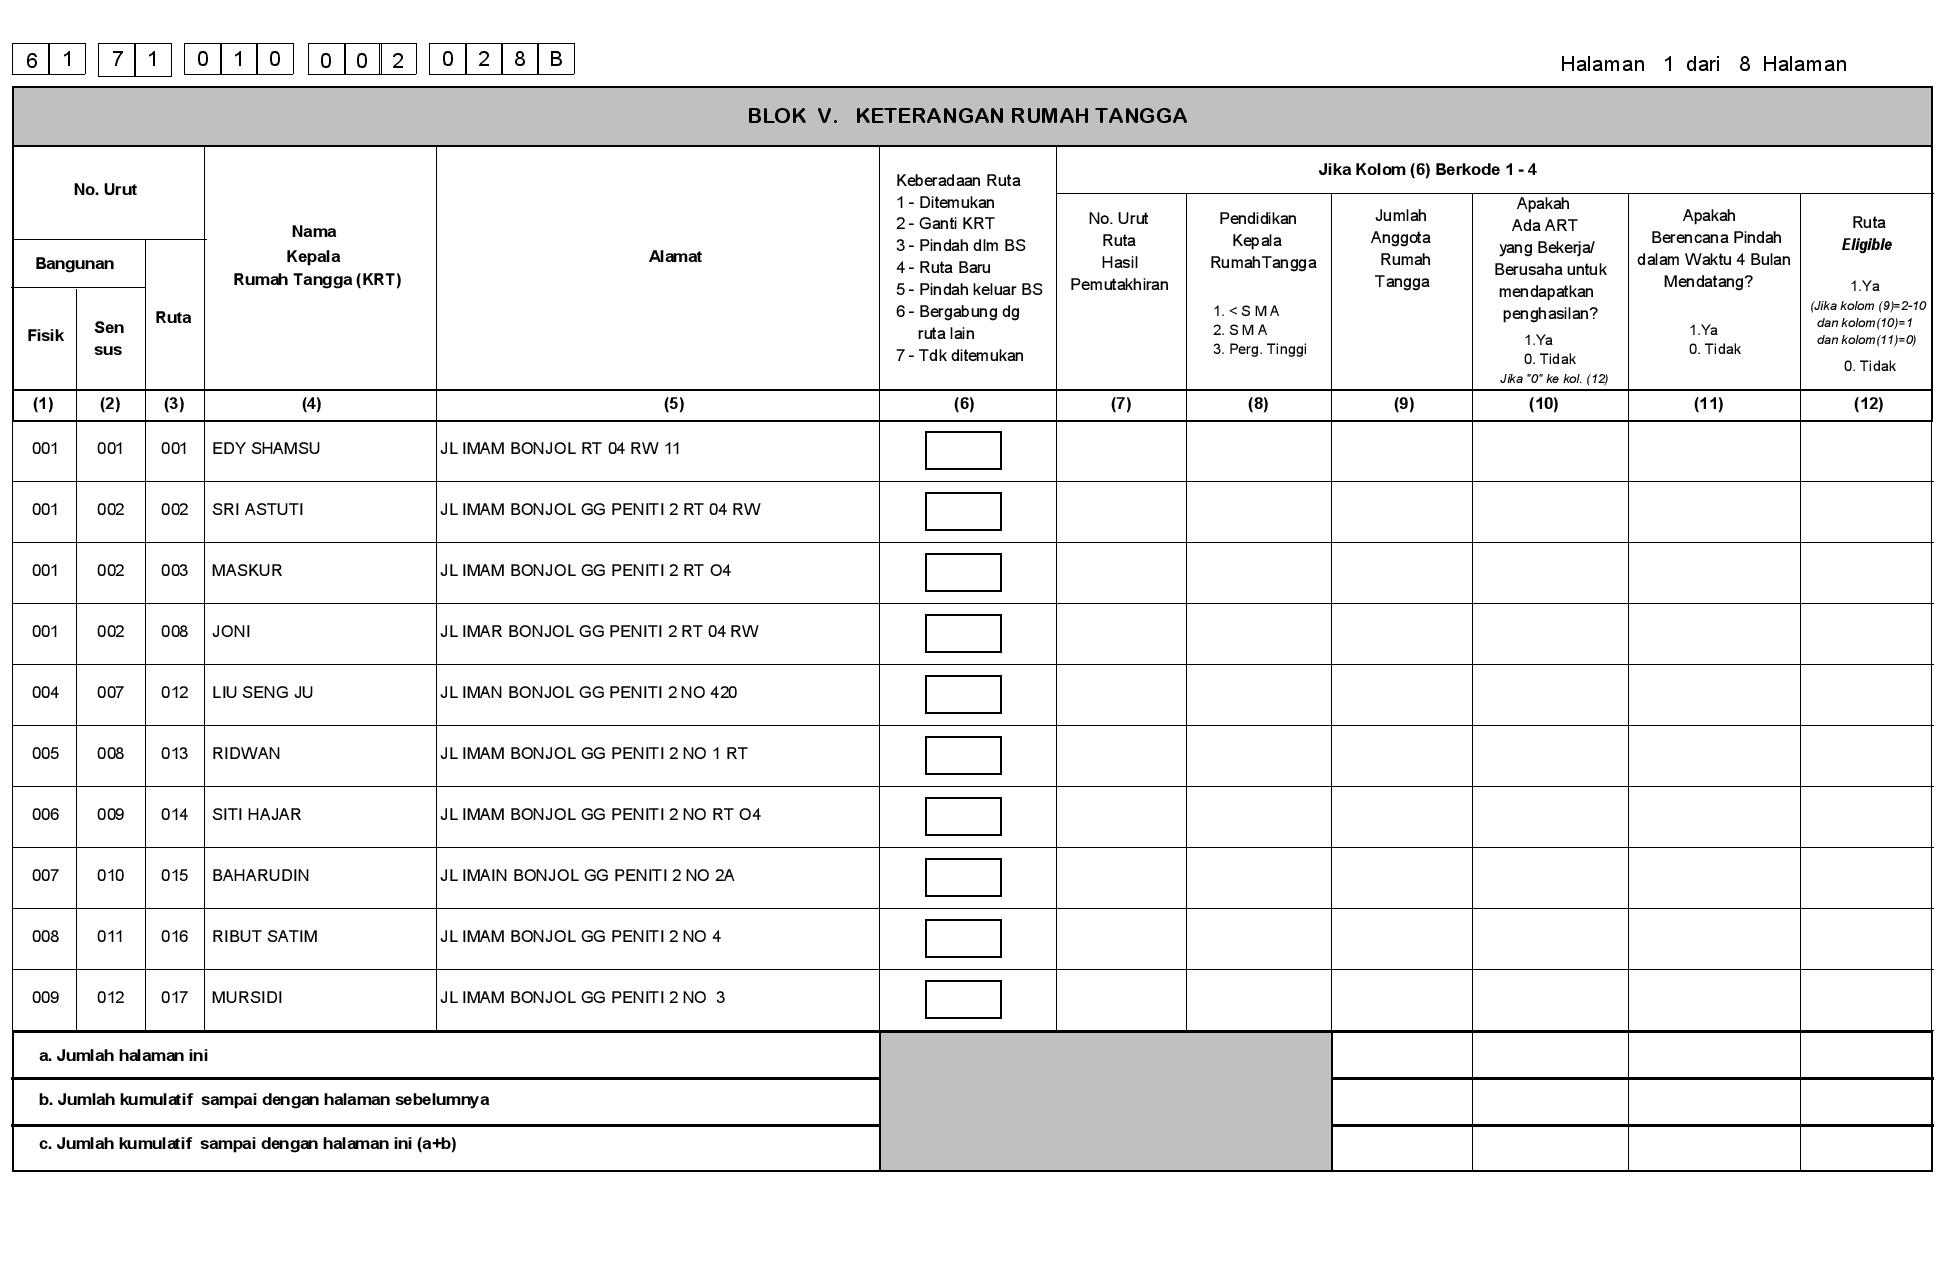 6 1 7 1 0 1 0 0 0 2 0 2 8 B
Halaman 1 dari 8 Halaman
BLOK V. KETERANGAN RUMAH TANGGA
No. Urut
Bangunan
Fisik
Sen
sus
Ruta
Nama
Kepala
Rumah Tangga (KRT)
Alamat
Keberadaan Ruta
1 - Ditemukan
2 - Ganti KRT
3 - Pindah dlm BS
4 - Ruta Baru
5 - Pindah keluar BS
6 - Bergabung dg
ruta lain
7 - Tdk ditemukan
Jika Kolom (6) Berkode 1 - 4
No. Urut
Ruta
Hasil
Pemutakhiran
Pendidikan
Kepala
RumahTangga
1. < S M A
2. S M A
3. Perg. Tinggi
Jumlah
Anggota
Rumah
Tangga
Apakah
Ada ART
yang Bekerja/
Berusaha untuk
mendapatkan
penghasilan?
1.Ya
0. Tidak
Jika "0" ke kol. (12)
Apakah
Berencana Pindah
dalam Waktu 4 Bulan
Mendatang?
1.Ya
0. Tidak
Ruta
Eligible
1.Ya
(Jika kolom (9)=2-10
dan kolom(10)=1
dan kolom(11)=0)
0. Tidak
(1) (2) (3) (4) (5) (6) (7) (8) (9) (10) (11) (12)
001 001 001 EDY SHAMSU JL IMAM BONJOL RT 04 RW 11
001 002 002 SRI ASTUTI JL IMAM BONJOL GG PENITI 2 RT 04 RW
001 002 003 MASKUR JL IMAM BONJOL GG PENITI 2 RT O4
001 002 008 JONI JL IMAR BONJOL GG PENITI 2 RT 04 RW
004 007 012 LIU SENG JU JL IMAN BONJOL GG PENITI 2 NO 420
005 008 013 RIDWAN JL IMAM BONJOL GG PENITI 2 NO 1 RT
006 009 014 SITI HAJAR JL IMAM BONJOL GG PENITI 2 NO RT O4
007 010 015 BAHARUDIN JL IMAIN BONJOL GG PENITI 2 NO 2A
008 011 016 RIBUT SATIM JL IMAM BONJOL GG PENITI 2 NO 4
009 012 017 MURSIDI JL IMAM BONJOL GG PENITI 2 NO 3
a. Jumlah halaman ini
b. Jumlah kumulatif sampai dengan halaman sebelumnya
c. Jumlah kumulatif sampai dengan halaman ini (a+b)